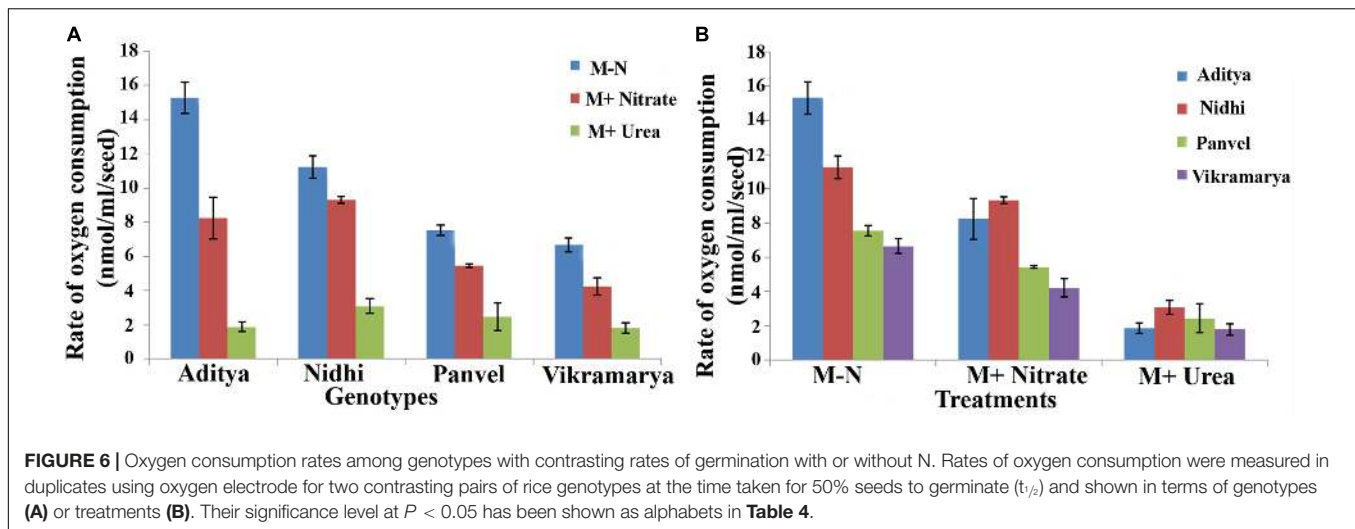 A
Rate of oxygen consumption
(nmol/ml/seed)
18
16
14
12
10
8
6
4
2
0
M-N
M+ Nitrate
M+ Urea
Aditya
Nidhi
Panvel
Vikramarya
Genotypes
B
Rate of oxygen consumption
(nmol/ml/seed)
18
16
14
12
10
8
6
4
2
0
Aditya
Nidhi
Panvel
Vikramarya
M-N
M+ Nitrate
M+ Urea
Treatments
FIGURE 6 | Oxygen consumption rates among genotypes with contrasting rates of germination with or without N. Rates of oxygen consumption were measured in
duplicates using oxygen electrode for two contrasting pairs of rice genotypes at the time taken for 50% seeds to germinate (t1/2) and shown in terms of genotypes
(A) or treatments (B). Their significance level at P < 0.05 has been shown as alphabets in Table 4.